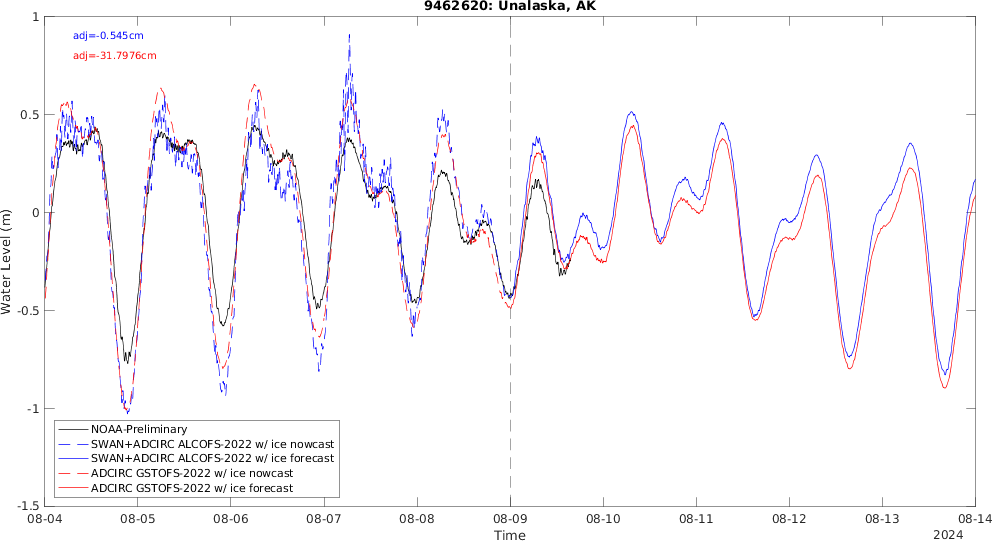 9462620: Unalaska, AK
adj=-0.545cm
adj=-31.7976cm
1
0.5
0
-0.5
-1
-1.5
Water Level (m)
NOAA-Preliminary
SWAN+ADCIRC ALCOFS-2022 w/ ice nowcast
SWAN+ADCIRC ALCOFS-2022 w/ ice forecast
ADCIRC GSTOFS-2022 w/ ice nowcast
ADCIRC GSTOFS-2022 w/ ice forecast
08-04 08-05 08-06 08-07 08-08 08-09 08-10 08-11 08-12 08-13 08-14
Time
2024